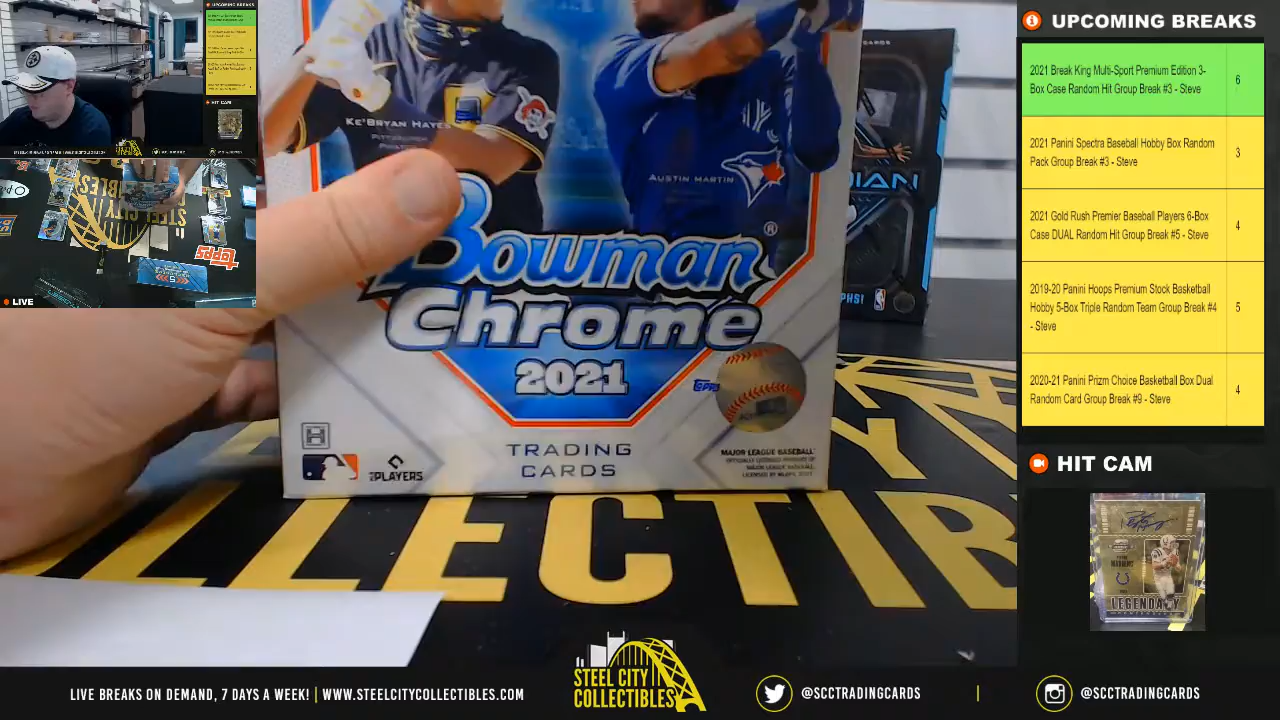 UPCOMING BREAKS
2021 Break King Multi-Sport Premium Edition 3-
Box Case Random Hit Group Break #3 - Steve
6
2021 Panini Spectra Baseball Hobby Box Random
Pack Group Break #3 - Steve
3
2021 Gold Rush Premier Baseball Players 6-Box
Case DUAL Random Hit Group Break #5 - Steve
4
2019-20 Panini Hoops Premium Stock Basketball
Hobby 5-Box Triple Random Team Group Break #4
- Steve
5
2020-21 Panini Prizm Choice Basketball Box Dual
Random Card Group Break #9 - Steve
4
HIT CAM
LEGENDARY
LIVE
KE'BRYAN HAYES
PITTSBURGH
AUSTIN MARTIN
Bowman
Chrome
2021
TRADING
CARDS
MAJOR LEAGUE BASEBALL
PLAYERS
topps
LLECTIB
STEEL CITY
COLLECTIBLES
LIVE BREAKS ON DEMAND, 7 DAYS A WEEK! | WWW.STEELCITYCOLLECTIBLES.COM
@SCCTRADINGCARDS
@SCCTRADINGCARDS